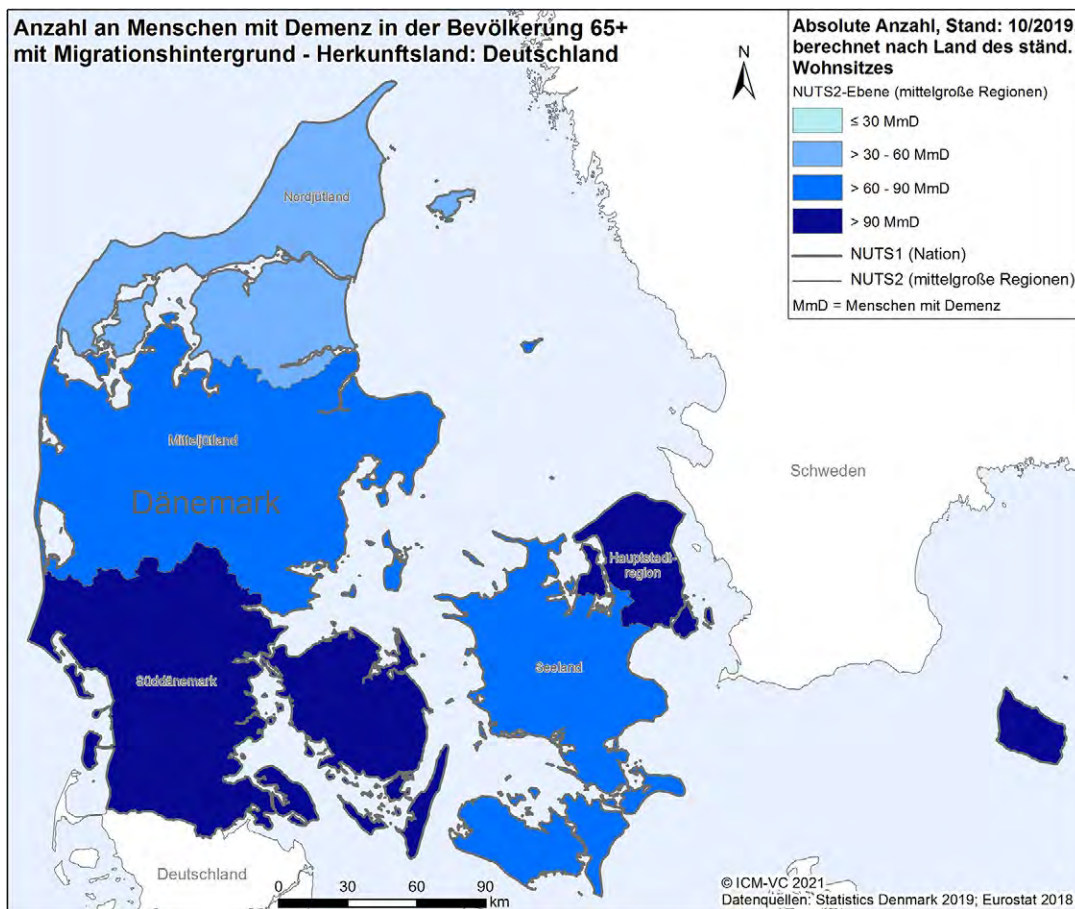 Anzahl an Menschen mit Demenz in der Bevölkerung 65+
mit Migrationshintergrund - Herkunftsland: Deutschland
N
Absolute Anzahl, Stand: 10/2019,
berechnet nach Land des ständ.
Wohnsitzes
NUTS2-Ebene (mittelgroße Regionen)
≤ 30 MmD
> 30 - 60 MmD
> 60 - 90 MmD
> 90 MmD
NUTS1 (Nation)
NUTS2 (mittelgroße Regionen)
MmD = Menschen mit Demenz
Nordjütland
Mitteljütland
Dänemark
Schweden
Hauptstadt-
region
Seeland
Süddänemark
Deutschland
0 30 60 90
km
© ICM-VC 2021
Datenquellen: Statistics Denmark 2019; Eurostat 2018